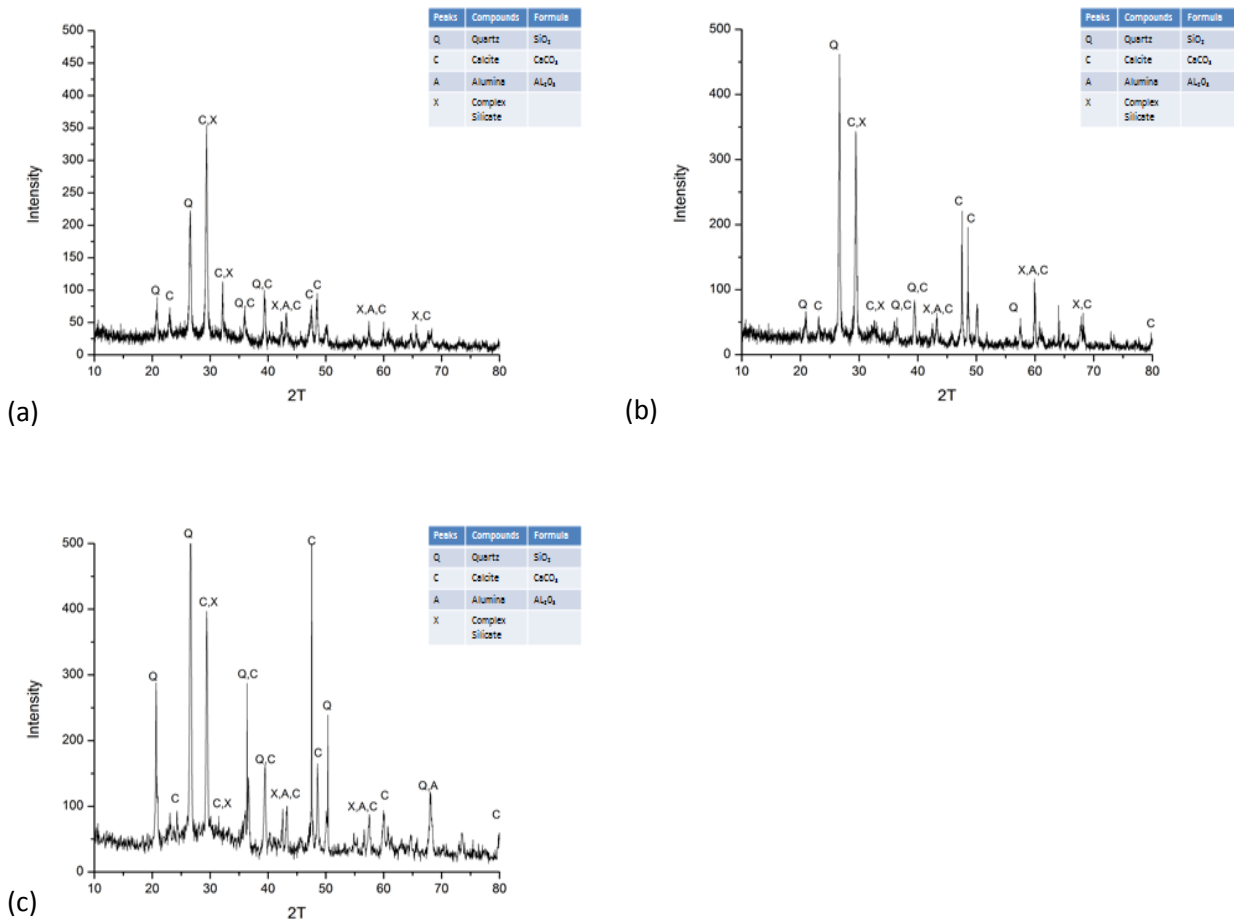 Peaks Compounds Formula
Q Quartz SiO₂
C Calcite CaCO₃
A Alumina AL₂O₃
X Complex
Silicate
500
450
400
350
300
250
200
150
100
50
0
Intensity
Q
C
Q
C,X
C,X
Q,C
Q,C
X,A,C
C
C
X,A,C
X,C
10 20 30 40 50 60 70 80
2T
(a)
Peaks Compounds Formula
Q Quartz SiO₂
C Calcite CaCO₃
A Alumina AL₂O₃
X Complex
Silicate
500
400
300
200
100
0
Intensity
Q
C
Q
C,X
C,X
Q,C
Q,C
X,A,C
C
C
Q
X,A,C
X,C
C
10 20 30 40 50 60 70 80
2T
(b)
Peaks Compounds Formula
Q Quartz SiO₂
C Calcite CaCO₃
A Alumina AL₂O₃
X Complex
Silicate
500
400
300
200
100
0
Intensity
Q
C
Q
C,X
C,X
Q,C
Q,C
X,A,C
C
C
Q
X,A,C
C
Q,A
C
10 20 30 40 50 60 70 80
2T
(c)